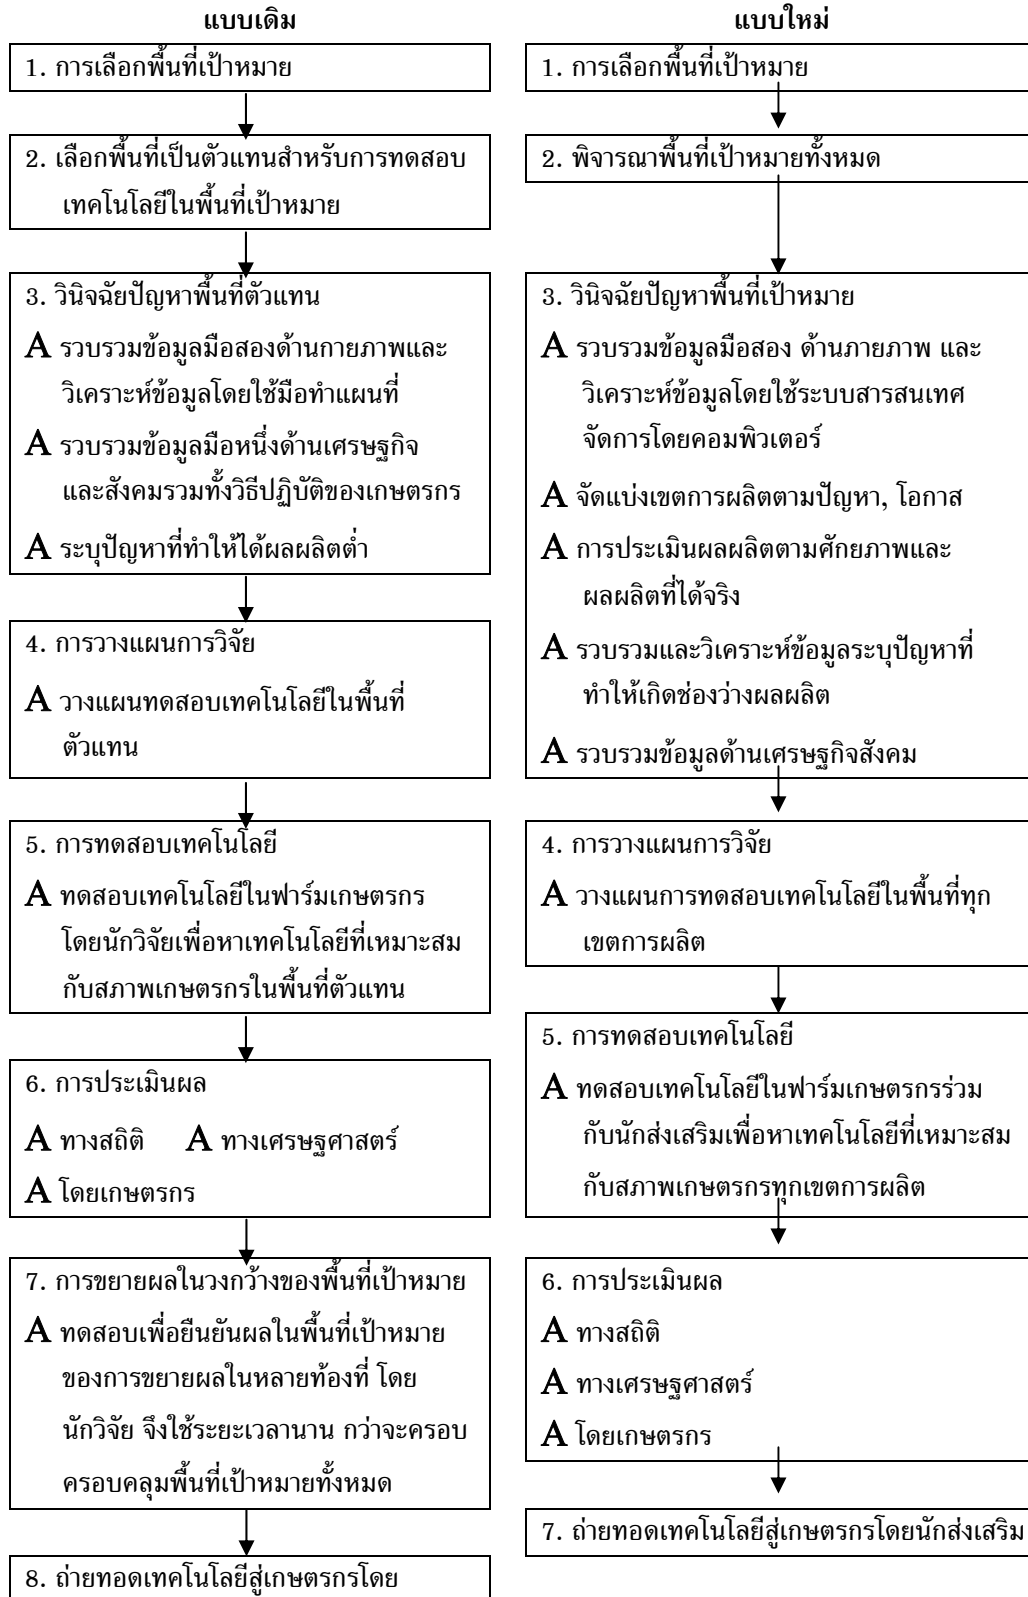 แบบเดิม
1. การเลือกพื้นที่เป้าหมาย
2. เลือกพื้นที่เป็นตัวแทนสำหรับการทดสอบ
เทคโนโลยีในพื้นที่เป้าหมาย
3. วินิจฉัยปัญหาพื้นที่ตัวแทน
A รวบรวมข้อมูลมือสองด้านกายภาพและ
วิเคราะห์ข้อมูลโดยใช้มือทำแผนที่
A รวบรวมข้อมูลมือหนึ่งด้านเศรษฐกิจ
และสังคมรวมทั้งวิธีปฏิบัติของเกษตรกร
A ระบุปัญหาที่ทำให้ได้ผลผลิตต่ำ
4. การวางแผนการวิจัย
A วางแผนทดสอบเทคโนโลยีในพื้นที่
ตัวแทน
5. การทดสอบเทคโนโลยี
A ทดสอบเทคโนโลยีในฟาร์มเกษตรกร
โดยนักวิจัยเพื่อหาเทคโนโลยีที่เหมาะสม
กับสภาพเกษตรกรในพื้นที่ตัวแทน
6. การประเมินผล
A ทางสถิติ A ทางเศรษฐศาสตร์
A โดยเกษตรกร
7. การขยายผลในวงกว้างของพื้นที่เป้าหมาย
A ทดสอบเพื่อยืนยันผลในพื้นที่เป้าหมาย
ของการขยายผลในหลายท้องที่ โดย
นักวิจัย จึงใช้ระยะเวลานาน กว่าจะครอบ
ครอบคลุมพื้นที่เป้าหมายทั้งหมด
8. ถ่ายทอดเทคโนโลยีสู่เกษตรกรโดย
แบบใหม่
1. การเลือกพื้นที่เป้าหมาย
2. พิจารณาพื้นที่เป้าหมายทั้งหมด
3. วินิจฉัยปัญหาพื้นที่เป้าหมาย
A รวบรวมข้อมูลมือสอง ด้านภายภาพ และ
วิเคราะห์ข้อมูลโดยใช้ระบบสารสนเทศ
จัดการโดยคอมพิวเตอร์
A จัดแบ่งเขตการผลิตตามปัญหา, โอกาส
A การประเมินผลผลิตตามศักยภาพและ
ผลผลิตที่ได้จริง
A รวบรวมและวิเคราะห์ข้อมูลระบุปัญหาที่
ทำให้เกิดช่องว่างผลผลิต
A รวบรวมข้อมูลด้านเศรษฐกิจสังคม
4. การวางแผนการวิจัย
A วางแผนการทดสอบเทคโนโลยีในพื้นที่ทุก
เขตการผลิต
5. การทดสอบเทคโนโลยี
A ทดสอบเทคโนโลยีในฟาร์มเกษตรกรร่วม
กับนักส่งเสริมเพื่อหาเทคโนโลยีที่เหมาะสม
กับสภาพเกษตรกรทุกเขตการผลิต
6. การประเมินผล
A ทางสถิติ
A ทางเศรษฐศาสตร์
A โดยเกษตรกร
7. ถ่ายทอดเทคโนโลยีสู่เกษตรกรโดยนักส่งเสริม